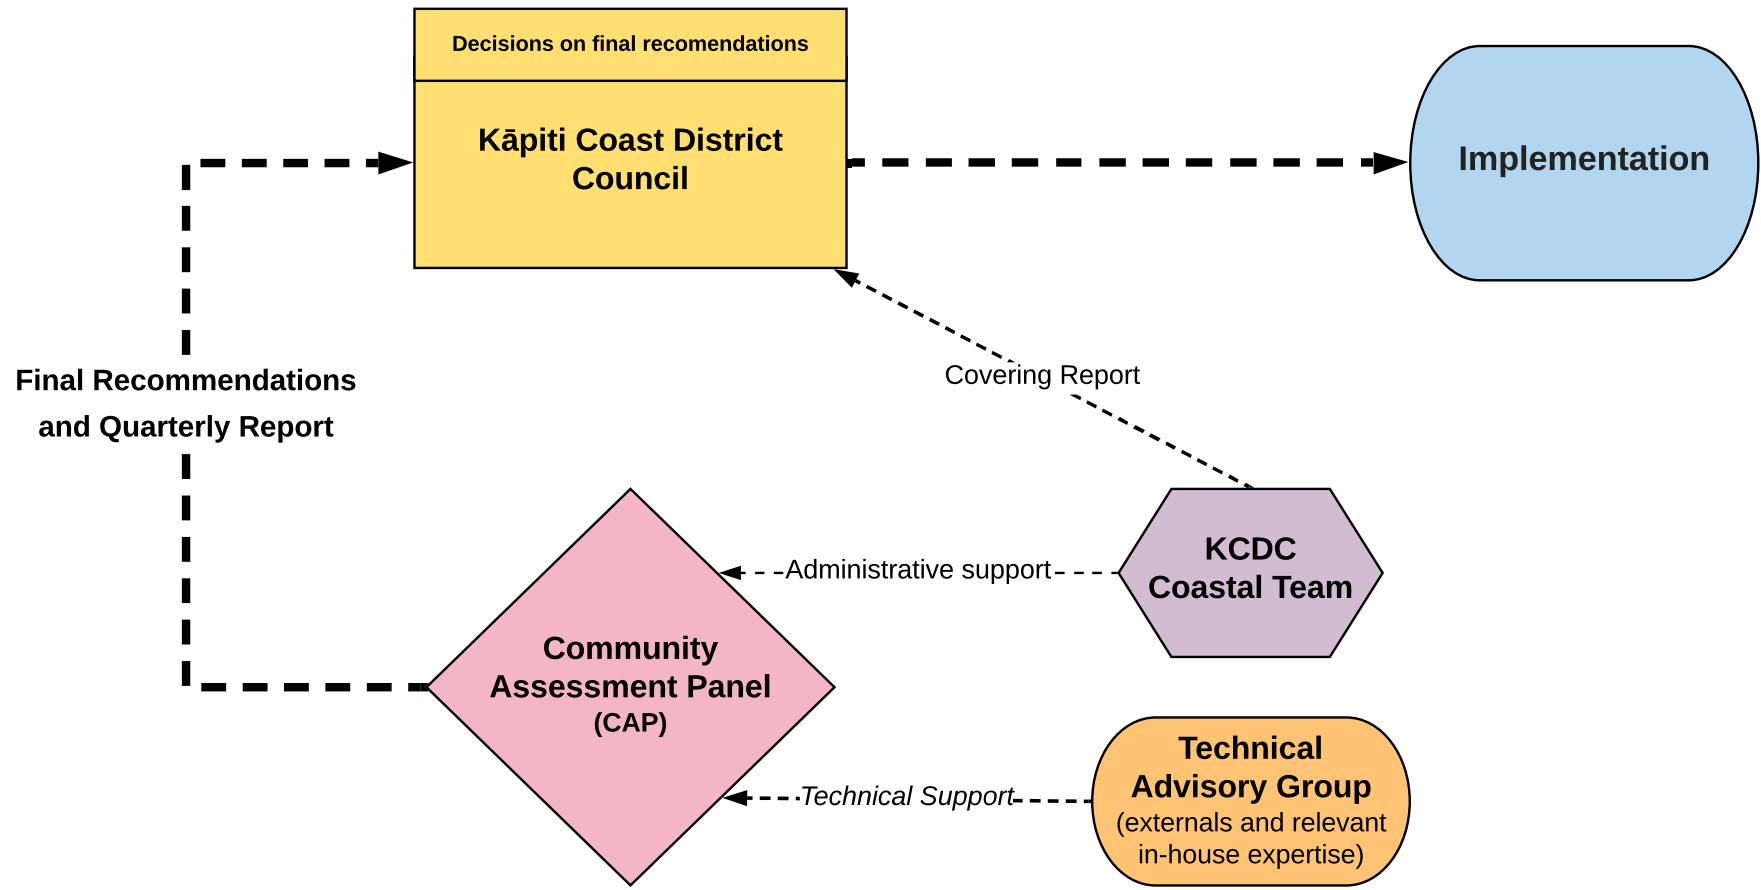 Decisions on final recomendations
Kāpiti Coast District
Council
Implementation
Final Recommendations
and Quarterly Report
Covering Report
Administrative support
KCDC
Coastal Team
Community
Assessment Panel
(CAP)
Technical Support
Technical
Advisory Group
(externals and relevant
in-house expertise)